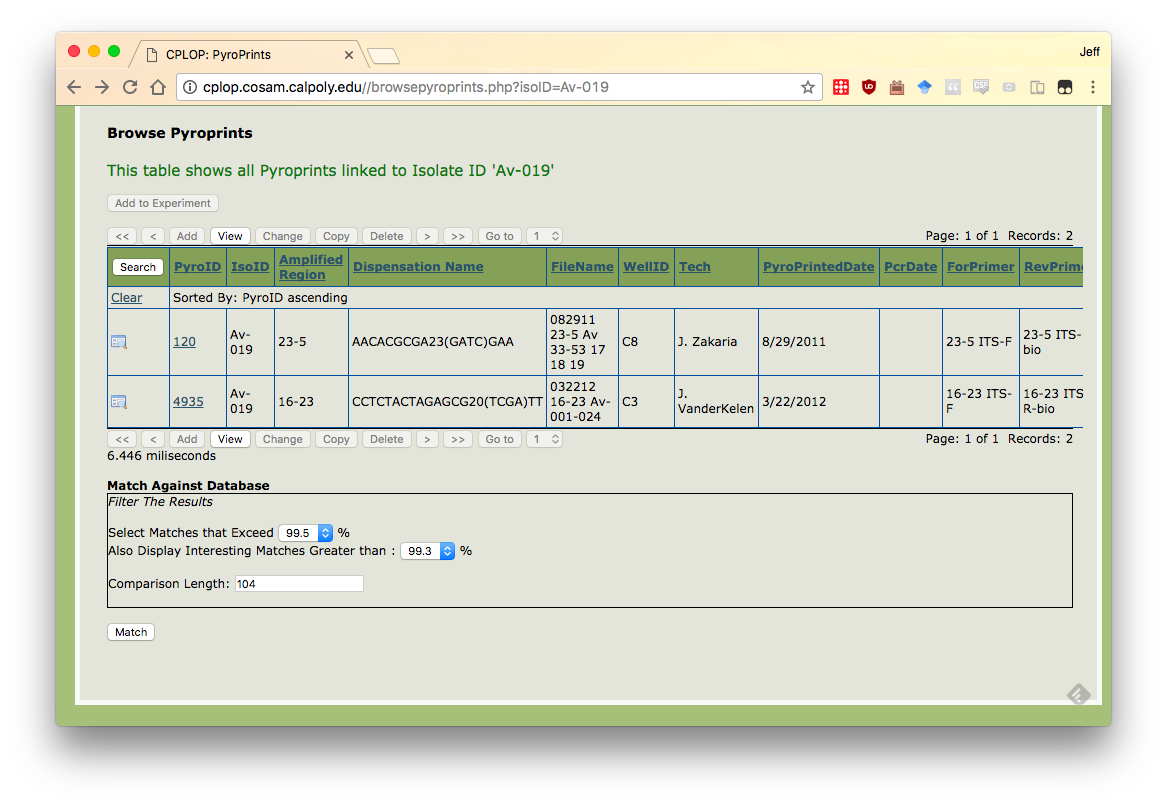 CPLOP: PyroPrints
Jeff
cplop.cosam.calpoly.edu//browsepyroprints.php?isoID=Av-019
Browse Pyroprints
This table shows all Pyroprints linked to Isolate ID 'Av-019'
Add to Experiment
<< < Add View Change Copy Delete > >> Go to 1 Page: 1 of 1 Records: 2
Search PyroID IsoID Amplified Region Dispensation Name FileName WellID Tech PyroPrintedDate PcrDate ForPrimer RevPrime
Clear Sorted By: PyroID ascending
120 Av-019 23-5 AACACGCGA23(GATC)GAA 082911 23-5 Av 33-53 17 18 19 C8 J. Zakaria 8/29/2011 23-5 ITS-F 23-5 ITS-bio
4935 Av-019 16-23 CCTCTACTAGAGCG20(TCGA)TT 032212 16-23 Av-001-024 C3 J. VanderKelen 3/22/2012 16-23 ITS-F 16-23 ITS R-bio
<< < Add View Change Copy Delete > >> Go to 1 Page: 1 of 1 Records: 2
6.446 miliseconds
Match Against Database
Filter The Results
Select Matches that Exceed 99.5 %
Also Display Interesting Matches Greater than : 99.3 %
Comparison Length: 104
Match